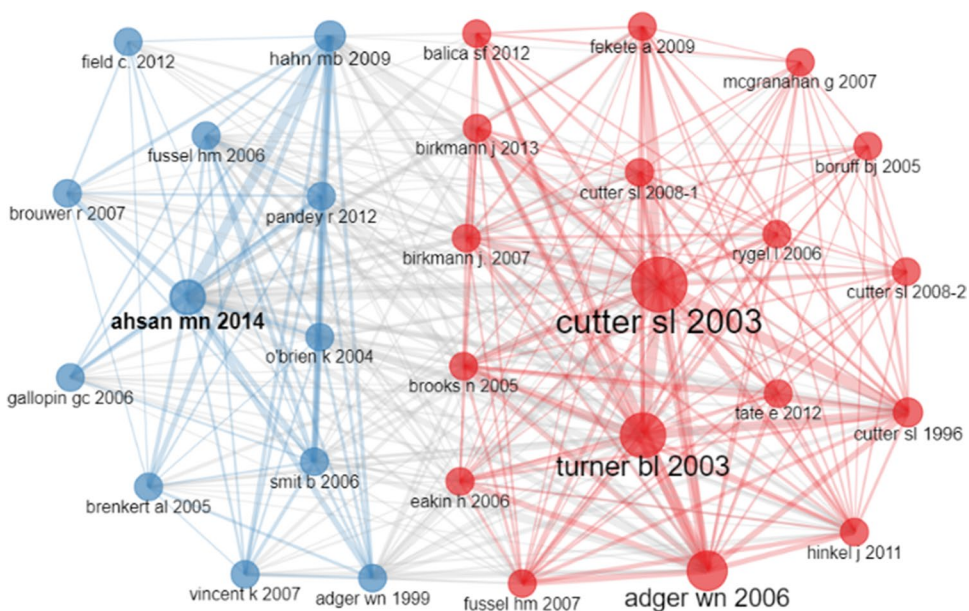 field c. 2012
hahn mb 2009
balica sf 2012
fekete a 2009
mcgranahan g 2007
fussel hm 2006
birkmann j 2013
boruff bj 2005
brouwer r 2007
pandey r 2012
cutter sl 2008-1
birkmann j. 2007
rygel l 2006
cutter sl 2008-2
ahsan mn 2014
cutter sl 2003
o'brien k 2004
brooks n 2005
gallopin gc 2006
tate e 2012
cutter sl 1996
turner bl 2003
smit b 2006
eakin h 2006
brenkert al 2005
hinkel j 2011
vincent k 2007
adger wn 1999
fussel hm 2007
adger wn 2006